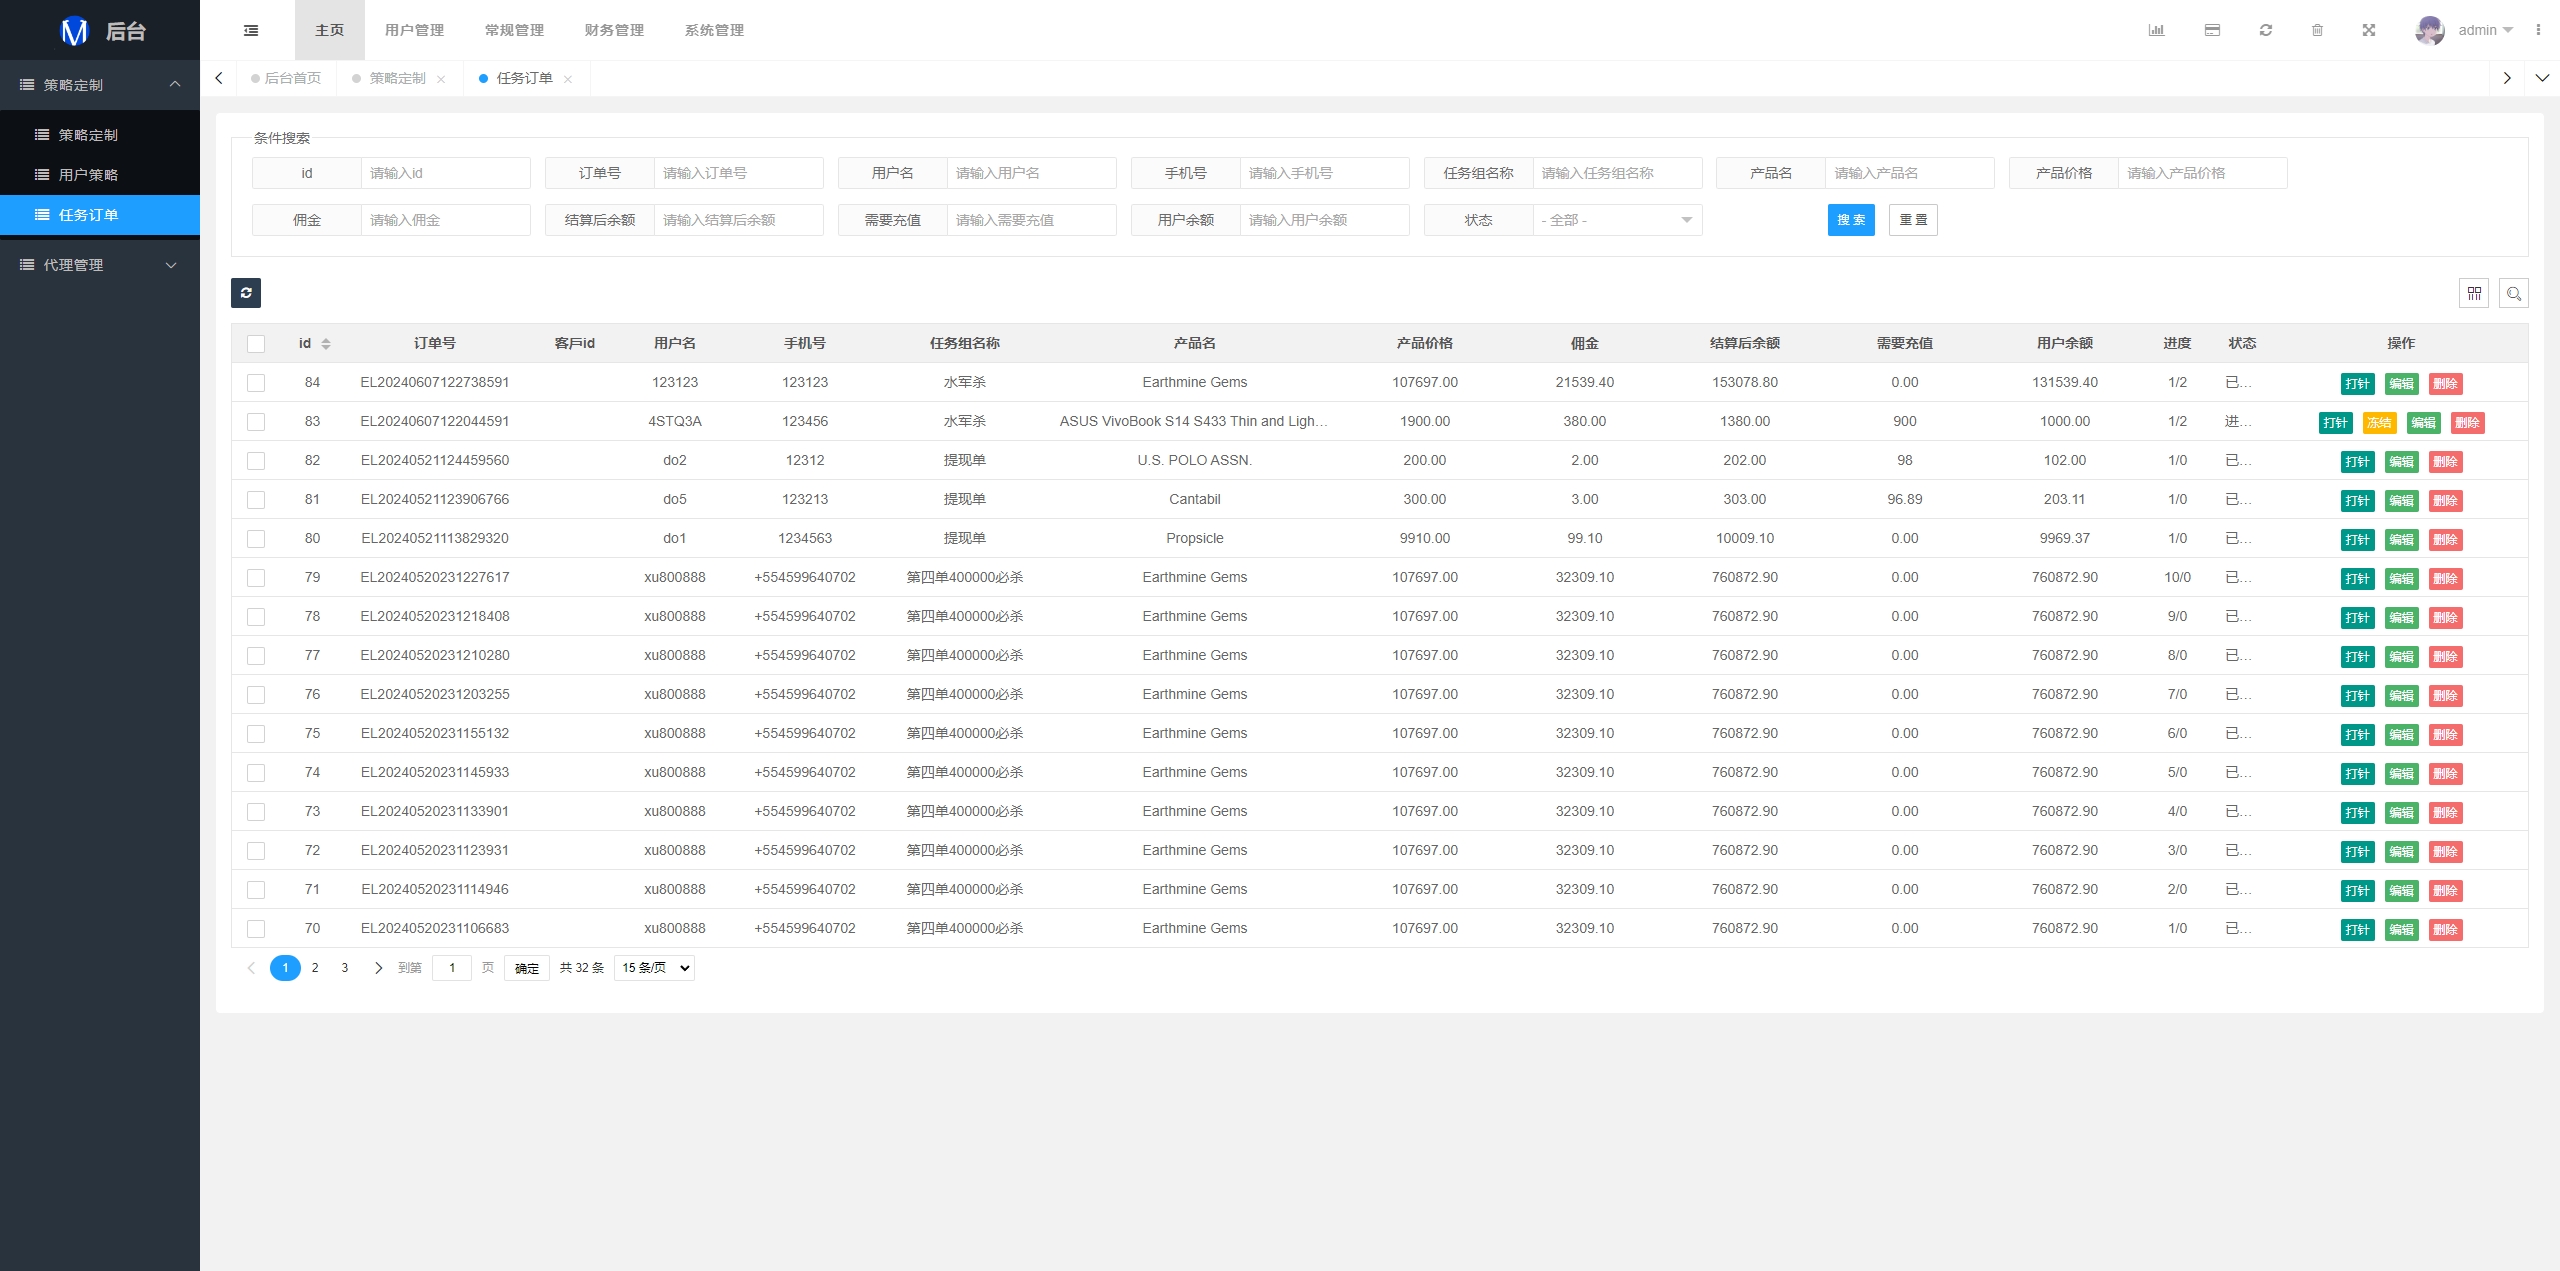 后台
主页 用户管理 常规管理 财务管理 系统管理 admin
策略定制
策略定制
用户策略
任务订单
代理管理
后台首页 策略定制 任务订单
条件搜索
id 请输入id 订单号 请输入订单号 用户名 请输入用户名 手机号 请输入手机号 任务组名称 请输入任务组名称 产品名 请输入产品名 产品价格 请输入产品价格
佣金 请输入佣金 结算后余额 请输入结算后余额 需要充值 请输入需要充值 用户余额 请输入用户余额 状态 - 全部 - 搜 索 重 置
id 订单号 客戶id 用户名 手机号 任务组名称 产品名 产品价格 佣金 结算后余额 需要充值 用户余额 进度 状态 操作
84 EL20240607122738591 123123 123123 水军杀 Earthmine Gems 107697.00 21539.40 153078.80 0.00 131539.40 1/2 已... 打针 编辑 删除
83 EL20240607122044591 4STQ3A 123456 水军杀 ASUS VivoBook S14 S433 Thin and Ligh... 1900.00 380.00 1380.00 900 1000.00 1/2 进... 打针 冻结 编辑 删除
82 EL20240521124459560 do2 12312 提现单 U.S. POLO ASSN. 200.00 2.00 202.00 98 102.00 1/0 已... 打针 编辑 删除
81 EL20240521123906766 do5 123213 提现单 Cantabil 300.00 3.00 303.00 96.89 203.11 1/0 已... 打针 编辑 删除
80 EL20240521113829320 do1 1234563 提现单 Propsicle 9910.00 99.10 10009.10 0.00 9969.37 1/0 已... 打针 编辑 删除
79 EL20240520231227617 xu800888 +554599640702 第四单400000必杀 Earthmine Gems 107697.00 32309.10 760872.90 0.00 760872.90 10/0 已... 打针 编辑 删除
78 EL20240520231218408 xu800888 +554599640702 第四单400000必杀 Earthmine Gems 107697.00 32309.10 760872.90 0.00 760872.90 9/0 已... 打针 编辑 删除
77 EL20240520231210280 xu800888 +554599640702 第四单400000必杀 Earthmine Gems 107697.00 32309.10 760872.90 0.00 760872.90 8/0 已... 打针 编辑 删除
76 EL20240520231203255 xu800888 +554599640702 第四单400000必杀 Earthmine Gems 107697.00 32309.10 760872.90 0.00 760872.90 7/0 已... 打针 编辑 删除
75 EL20240520231155132 xu800888 +554599640702 第四单400000必杀 Earthmine Gems 107697.00 32309.10 760872.90 0.00 760872.90 6/0 已... 打针 编辑 删除
74 EL20240520231145933 xu800888 +554599640702 第四单400000必杀 Earthmine Gems 107697.00 32309.10 760872.90 0.00 760872.90 5/0 已... 打针 编辑 删除
73 EL20240520231133901 xu800888 +554599640702 第四单400000必杀 Earthmine Gems 107697.00 32309.10 760872.90 0.00 760872.90 4/0 已... 打针 编辑 删除
72 EL20240520231123931 xu800888 +554599640702 第四单400000必杀 Earthmine Gems 107697.00 32309.10 760872.90 0.00 760872.90 3/0 已... 打针 编辑 删除
71 EL20240520231114946 xu800888 +554599640702 第四单400000必杀 Earthmine Gems 107697.00 32309.10 760872.90 0.00 760872.90 2/0 已... 打针 编辑 删除
70 EL20240520231106683 xu800888 +554599640702 第四单400000必杀 Earthmine Gems 107697.00 32309.10 760872.90 0.00 760872.90 1/0 已... 打针 编辑 删除
1 2 3 到第 1 页 确定 共 32 条 15 条/页